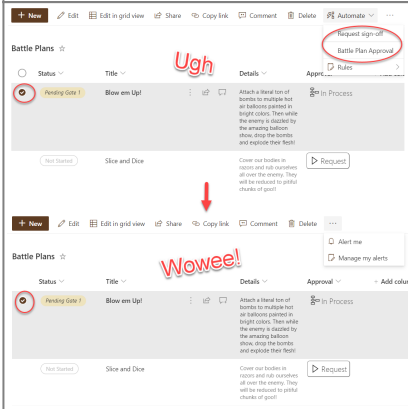 + New Edit Edit in grid view Share Copy link Comment Delete Automate ...
Request sign-off
Battle Plan Approval
Rules
Battle Plans
Ugh
Status Title Details
Pending Gate 1 Blow em Up! Attach a literal ton of In Process
bombs to multiple hot
air balloons painted in
bright colors. Then while
the enemy is dazzled by
the amazing balloon
show, drop the bombs
and explode their flesh!
Not Started Slice and Dice Cover our bodies in Request
razors and rub ourselves
all over the enemy. They
will be reduced to pitiful
chunks of goo!!
+ New Edit Edit in grid view Share Copy link Comment Delete ...
Alert me
Manage my alerts
Battle Plans
Wowee!
Status Title Details Approval + Add colu
Pending Gate 1 Blow em Up! Attach a literal ton of In Process
bombs to multiple hot
air balloons painted in
bright colors. Then while
the enemy is dazzled by
the amazing balloon
show, drop the bombs
and explode their flesh!
Not Started Slice and Dice Cover our bodies in Request
razors and rub ourselves
all over the enemy. They
will be reduced to pitiful
chunks of goo!!